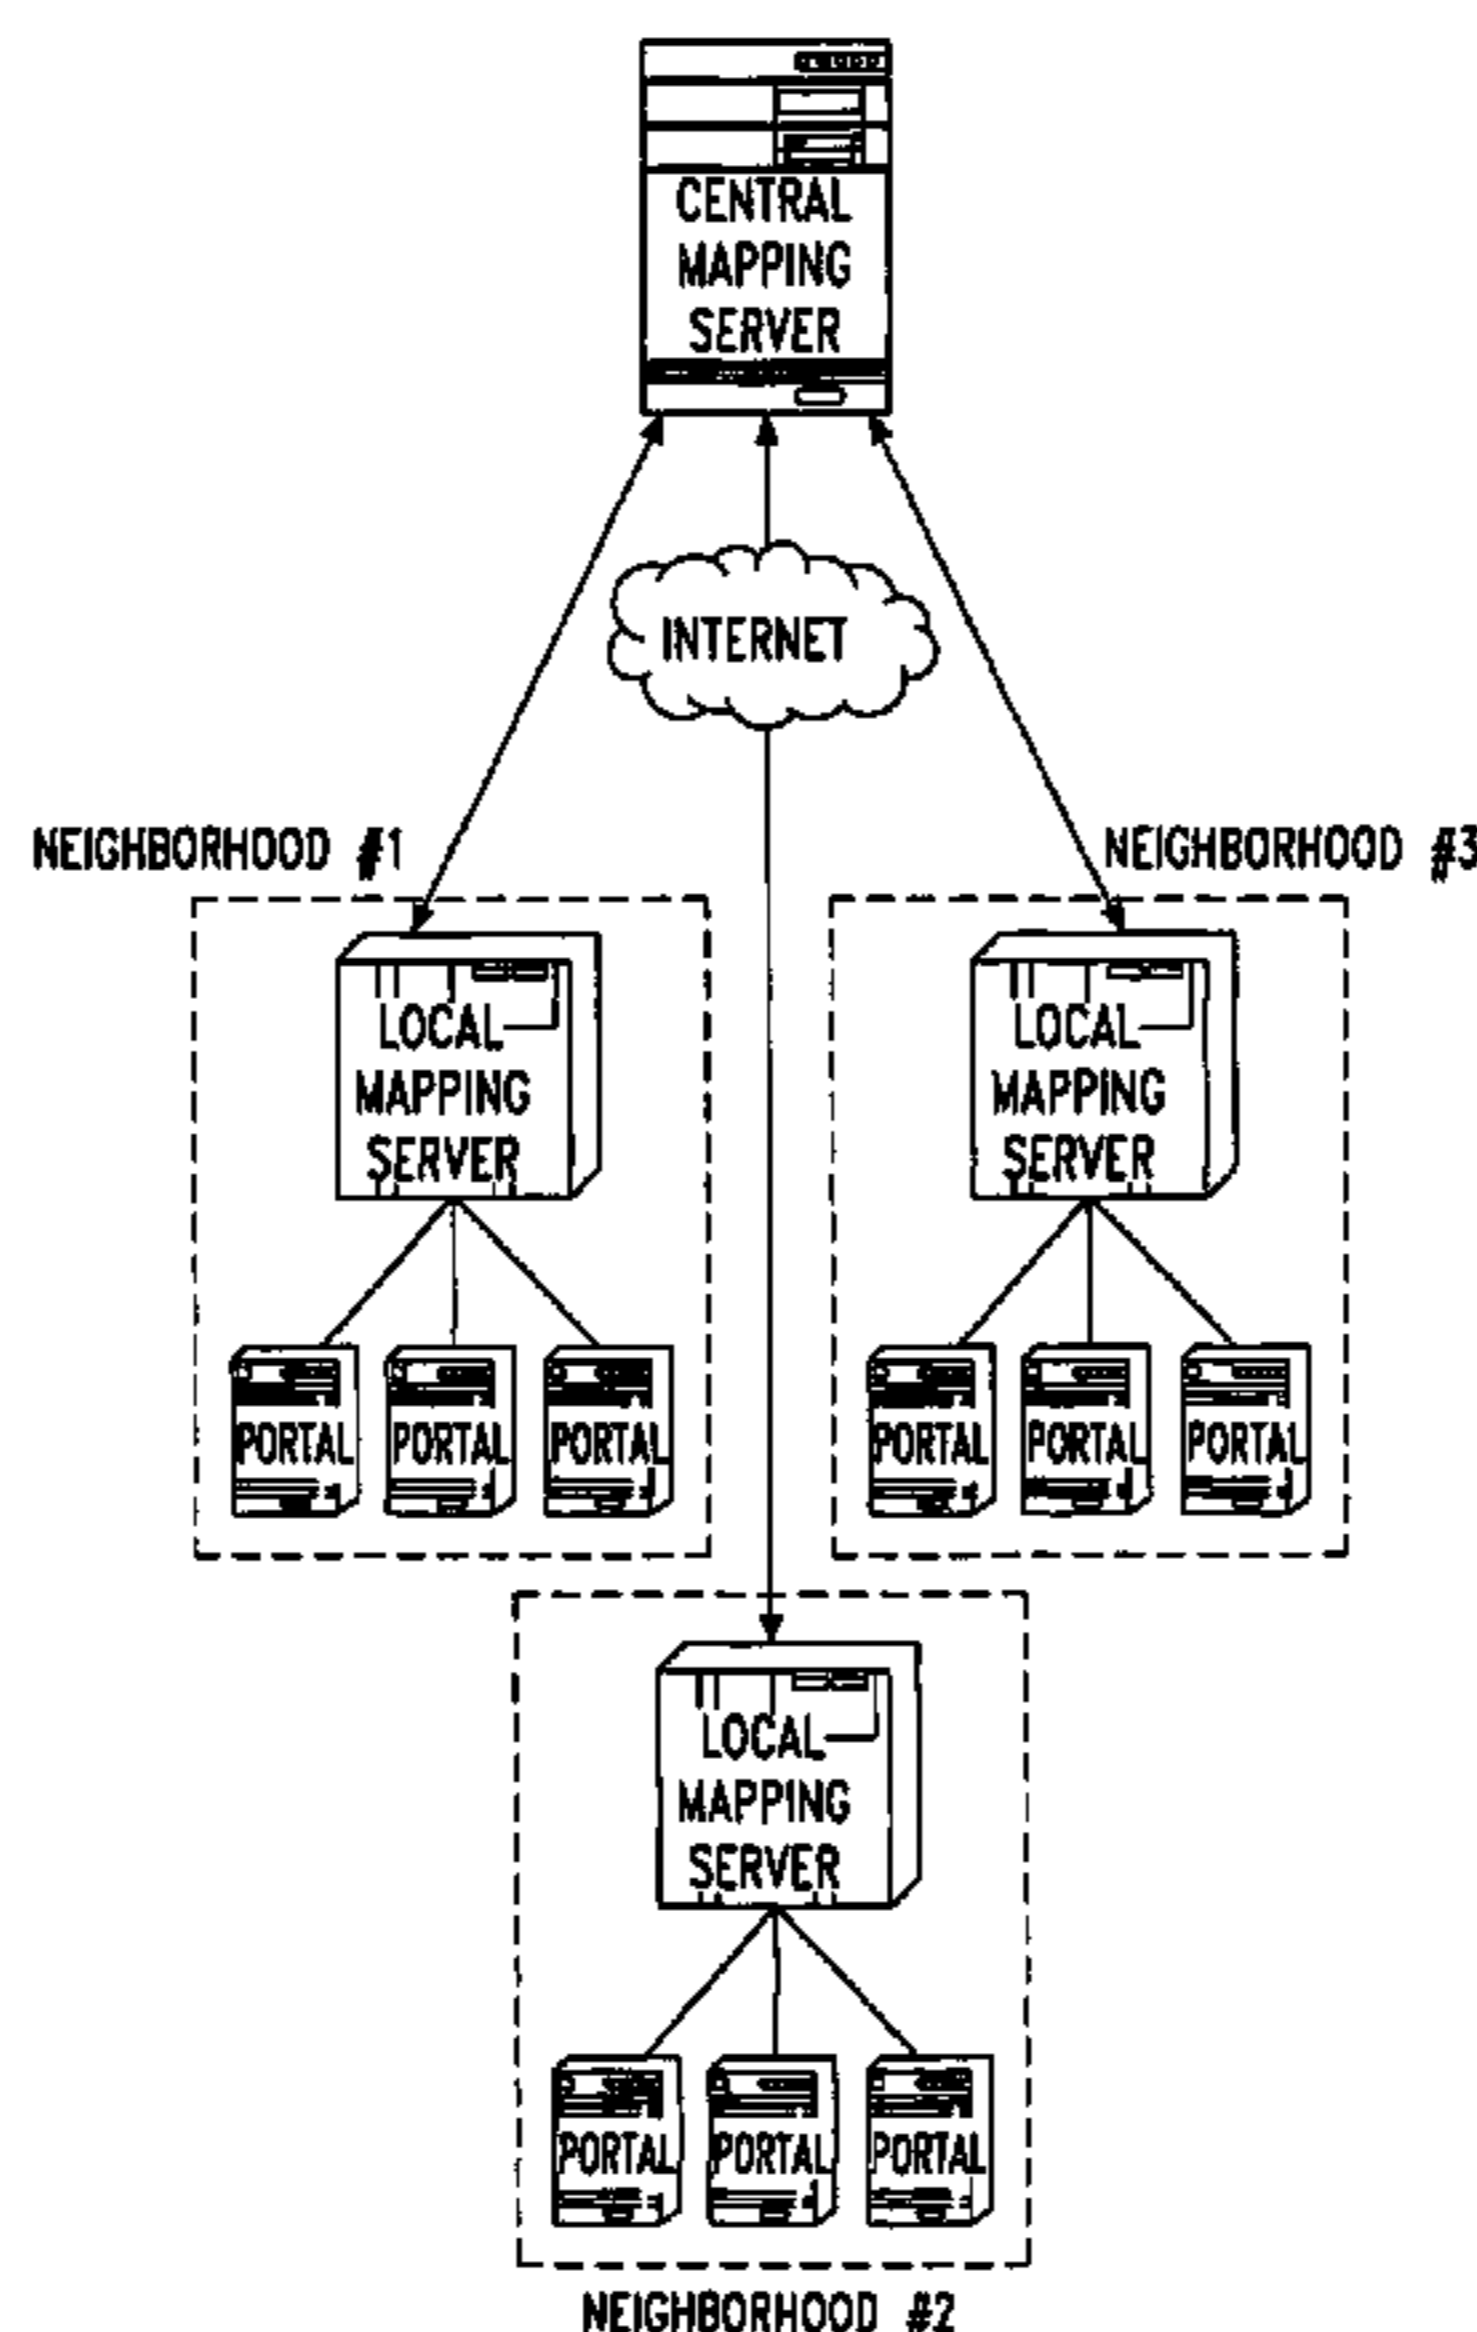 CENTRAL
MAPPING
SERVER
INTERNET
NEIGHBORHOOD #1
NEIGHBORHOOD #3
LOCAL
MAPPING
SERVER
LOCAL
MAPPING
SERVER
PORTAL
PORTAL
PORTAL
PORTAL
PORTAL
PORTAL
LOCAL
MAPPING
SERVER
PORTAL
PORTAL
PORTAL
NEIGHBORHOOD #2